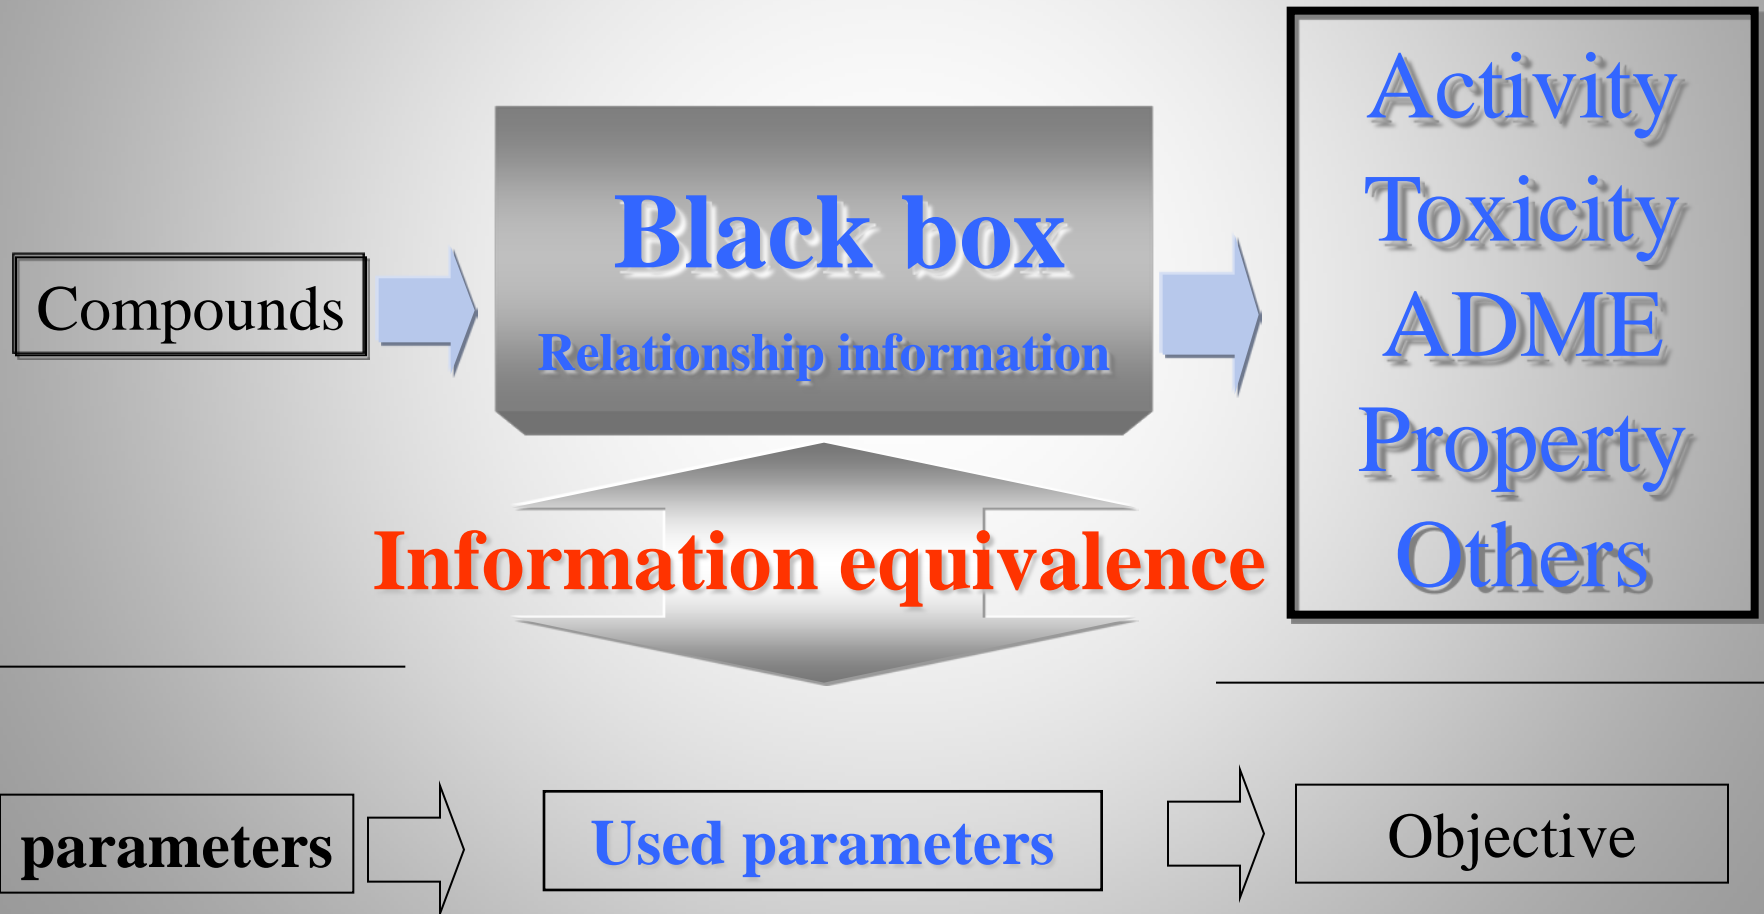 Compounds
Black box
Relationship information
Activity
Toxicity
ADME
Property
Others
Information equivalence
parameters
Used parameters
Objective